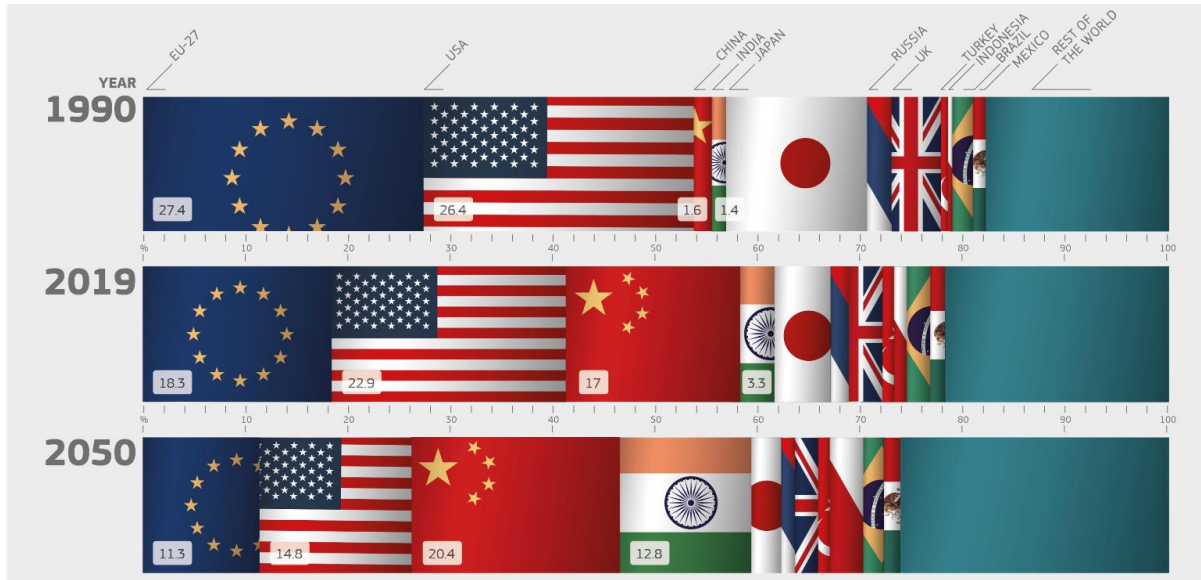 EU-27
USA
CHINA
INDIA
JAPAN
RUSSIA
UK
TURKEY
INDONESIA
BRAZIL
MEXICO
REST OF
THE WORLD
YEAR
1990
27.4
26.4
1.6
1.4
% 10 20 30 40 50 60 70 80 90 100
2019
18.3
22.9
17
3.3
% 10 20 30 40 50 60 70 80 90 100
2050
11.3
14.8
20.4
12.8